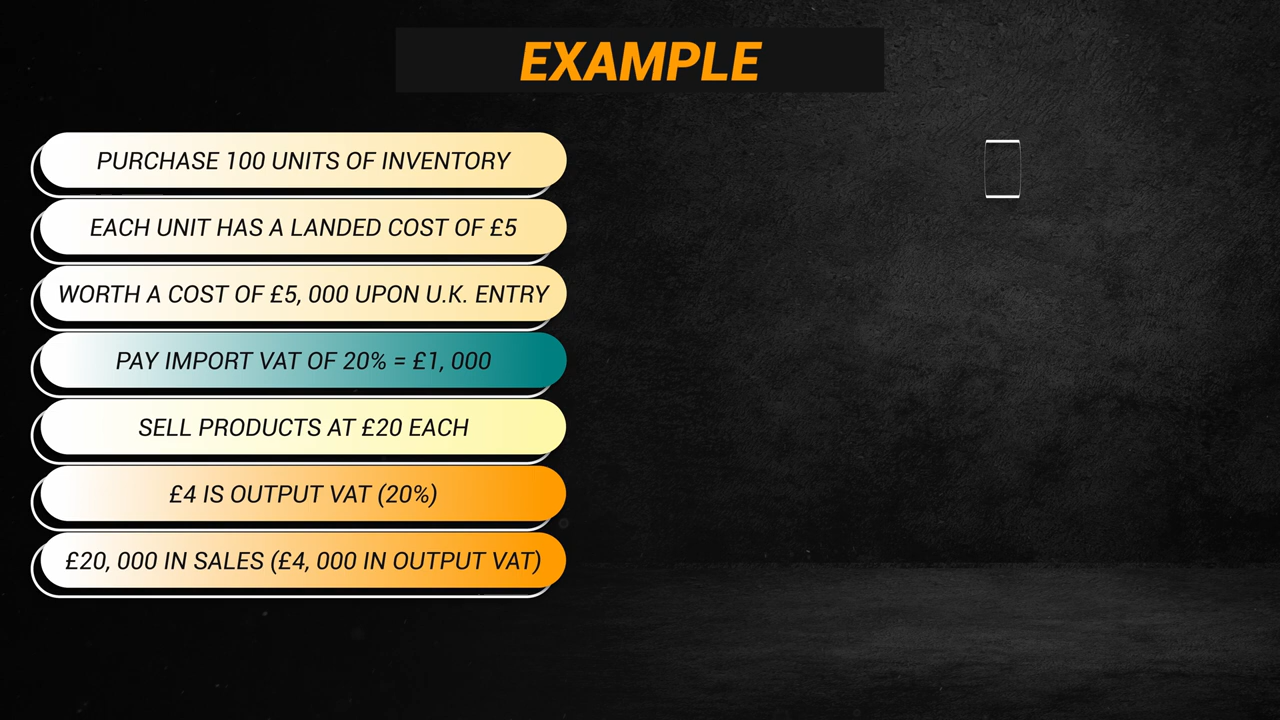 EXAMPLE
PURCHASE 100 UNITS OF INVENTORY
EACH UNIT HAS A LANDED COST OF £5
WORTH A COST OF £5, 000 UPON U.K. ENTRY
PAY IMPORT VAT OF 20% = £1, 000
SELL PRODUCTS AT £20 EACH
£4 IS OUTPUT VAT (20%)
£20, 000 IN SALES (£4, 000 IN OUTPUT VAT)